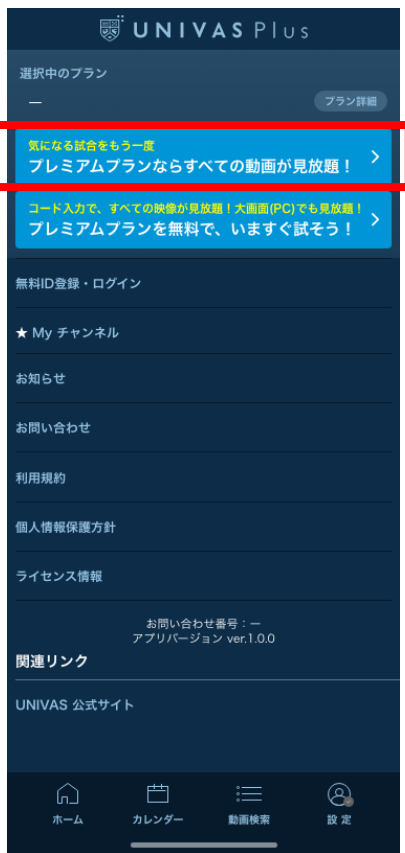 UNIVAS Plus
選択中のプラン
—
プラン詳細
気になる試合をもう一度
プレミアムプランならすべての動画が見放題！
コード入力で、すべての映像が見放題！大画面(PC)でも見放題！
プレミアムプランを無料で、いますぐ試そう！
無料ID登録・ログイン
★ My チャンネル
お知らせ
お問い合わせ
利用規約
個人情報保護方針
ライセンス情報
お問い合わせ番号：—
アプリバージョン ver.1.0.0
関連リンク
UNIVAS 公式サイト
ホーム
カレンダー
動画検索
設定